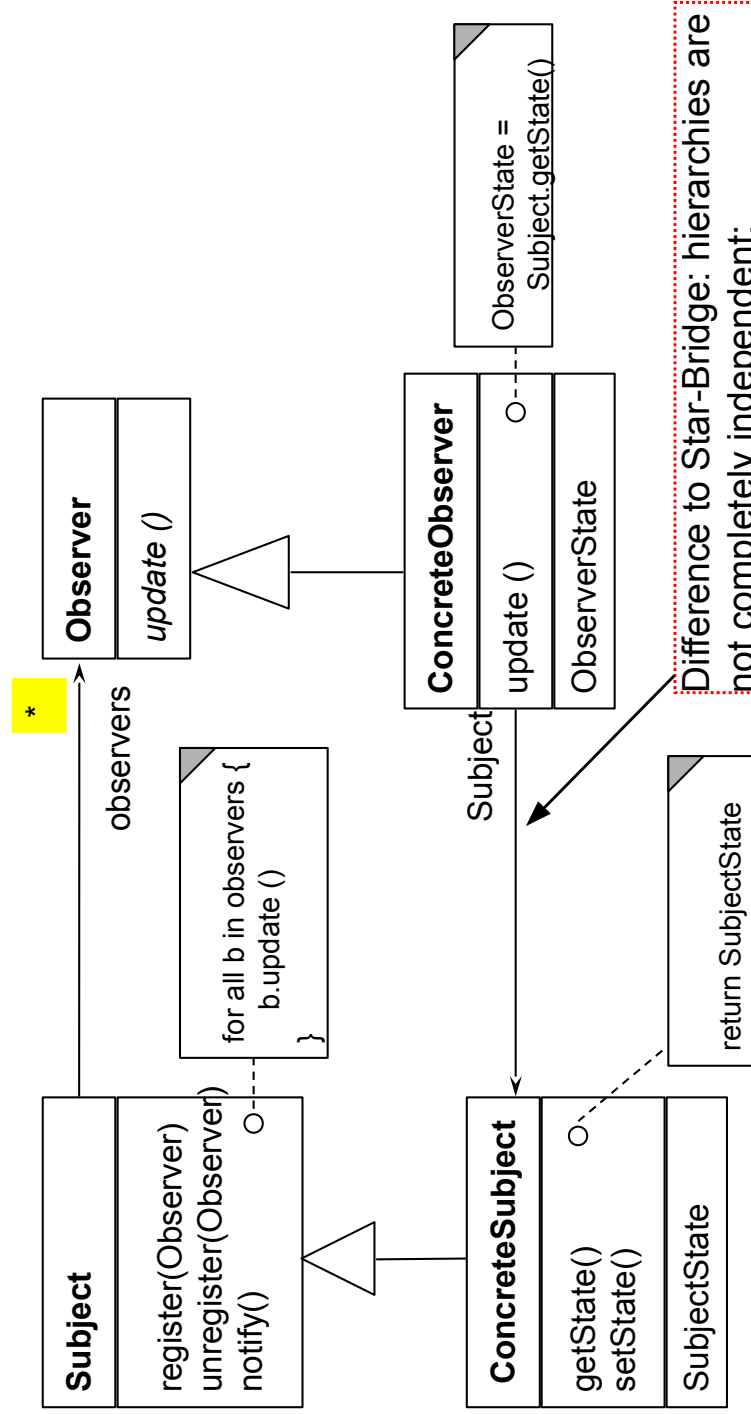 Subject
register(Observer)
unregister(Observer)
notify()
*
observers
Observer
update ()
for all b in observers {
b.update ()
}
ConcreteSubject
getState()
setState()
SubjectState
Subject
ConcreteObserver
update ()
ObserverState
ObserverState =
Subject.getState()
return SubjectState
Difference to Star-Bridge: hierarchies are
not completely independent;